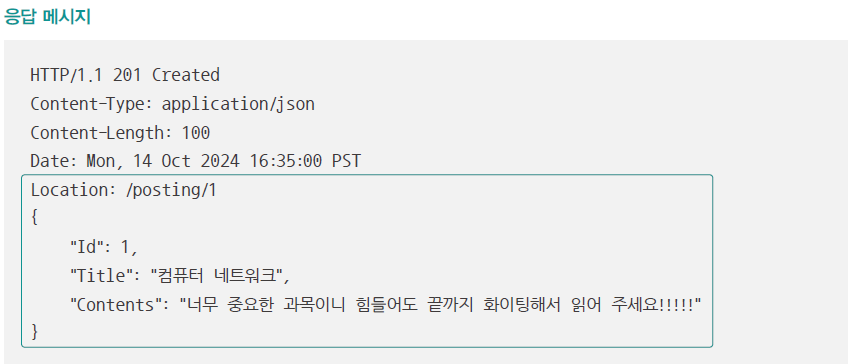 응답 메시지
HTTP/1.1 201 Created
Content-Type: application/json
Content-Length: 100
Date: Mon, 14 Oct 2024 16:35:00 PST
Location: /posting/1
{
    "Id": 1,
    "Title": "컴퓨터 네트워크",
    "Contents": "너무 중요한 과목이니 힘들어도 끝까지 화이팅해서 읽어 주세요!!!!!"
}